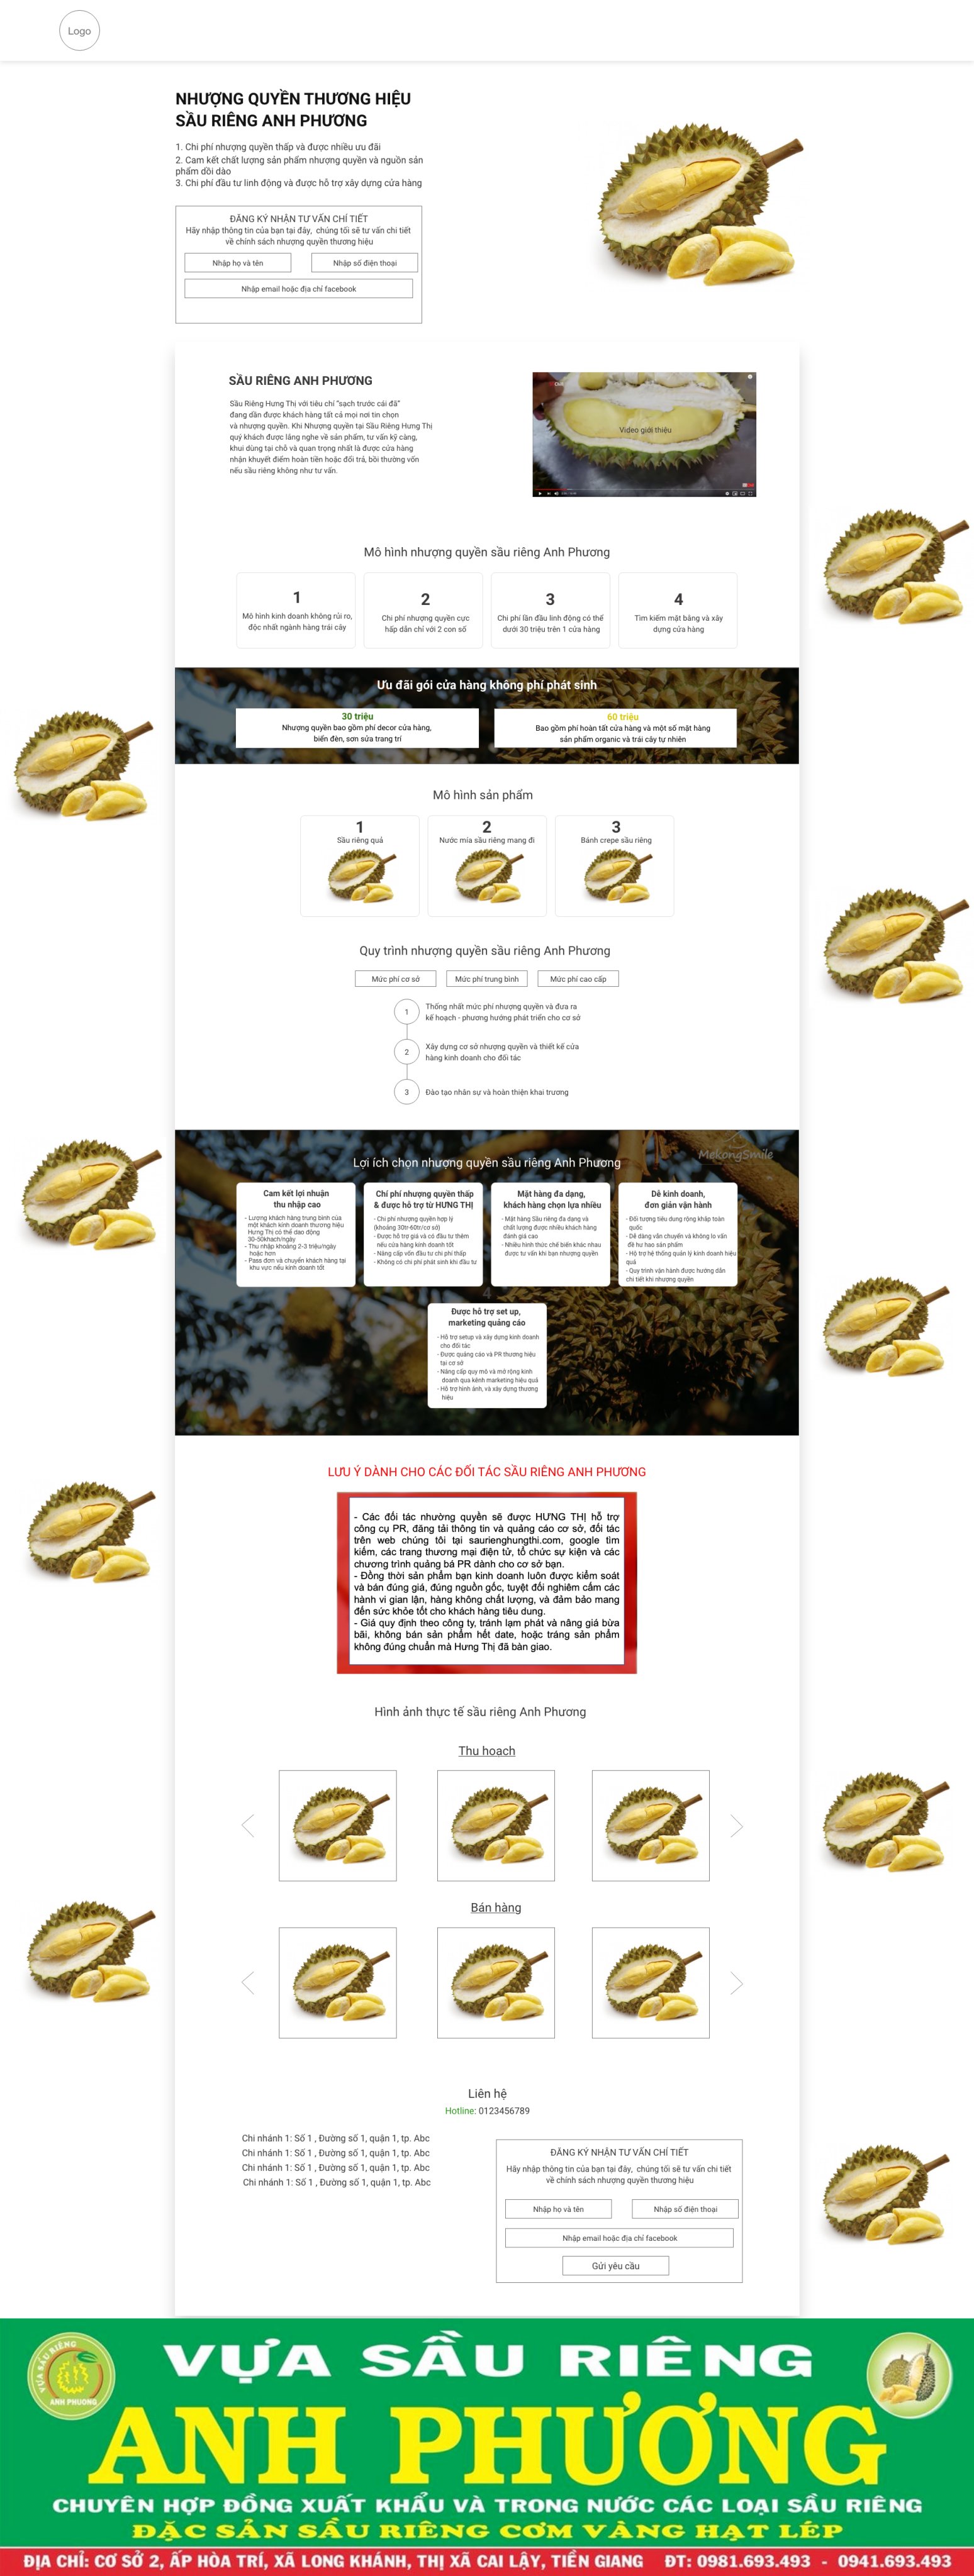 Logo
NHƯỢNG QUYỀN THƯƠNG HIỆU
SẦU RIÊNG ANH PHƯƠNG
1. Chi phí nhượng quyền thấp và được nhiều ưu đãi
2. Cam kết chất lượng sản phẩm nhượng quyền và nguồn sản
phẩm dồi dào
3. Chi phí đầu tư linh động và được hỗ trợ xây dựng cửa hàng
ĐĂNG KÝ NHẬN TƯ VẤN CHI TIẾT
Hãy nhập thông tin của bạn tại đây, chúng tôi sẽ tư vấn chi tiết
về chính sách nhượng quyền thương hiệu
Nhập họ và tên
Nhập số điện thoại
Nhập email hoặc địa chỉ facebook
SẦU RIÊNG ANH PHƯƠNG
Sầu Riêng Hưng Thị với tiêu chí "sạch trước cái đã"
đang dần được khách hàng tất cả mọi nơi tin chọn
và nhượng quyền. Khi Nhượng quyền tại Sầu Riêng Hưng Thị
quý khách được lắng nghe về sản phẩm, tư vấn kỹ càng,
khui dùng tại chỗ và quan trọng nhất là được cửa hàng
nhận khuyết điểm hoàn tiền hoặc đổi trả, bồi thường vốn
nếu sầu riêng không như tư vấn.
Video giới thiệu
Mô hình nhượng quyền sầu riêng Anh Phương
1
Mô hình kinh doanh không rủi ro,
độc nhất ngành hàng trái cây
2
Chi phí nhượng quyền cực
hấp dẫn chỉ với 2 con số
3
Chi phí lần đầu linh động có thể
dưới 30 triệu trên 1 cửa hàng
4
Tìm kiếm mặt bằng và xây
dựng cửa hàng
Ưu đãi gói cửa hàng không phí phát sinh
30 triệu
Nhượng quyền bao gồm phí decor cửa hàng,
biển đèn, sơn sửa trang trí
60 triệu
Bao gồm phí hoàn tất cửa hàng và một số mặt hàng
sản phẩm organic và trái cây tự nhiên
Mô hình sản phẩm
1
Sầu riêng quả
2
Nước mía sầu riêng mang đi
3
Bánh crepe sầu riêng
Quy trình nhượng quyền sầu riêng Anh Phương
Mức phí cơ sở
Mức phí trung bình
Mức phí cao cấp
1
Thống nhất mức phí nhượng quyền và đưa ra
kế hoạch - phương hướng phát triển cho cơ sở
2
Xây dựng cơ sở nhượng quyền và thiết kế cửa
hàng kinh doanh cho đối tác
3
Đào tạo nhân sự và hoàn thiện khai trương
MekongSmile
Lợi ích chọn nhượng quyền sầu riêng Anh Phương
Cam kết lợi nhuận
thu nhập cao
- Lượng khách hàng trung bình của
một khách kinh doanh thương hiệu
Hưng Thị có thể dao động
30-50khach/ngày
- Thu nhập khoảng 2-3 triệu/ngày
hoặc hơn
- Pass đơn và chuyển khách hàng tại
khu vực nếu kinh doanh tốt
Chí phí nhượng quyền thấp
& được hỗ trợ từ HƯNG THỊ
- Chi phí nhượng quyền hợp lý
(khoảng 30tr-60tr/cơ sở)
- Được hỗ trợ giá và có đầu tư thêm
nếu cửa hàng kinh doanh tốt
- Nâng cấp vốn đầu tư chi phí thấp
- Không có chi phí phát sinh khi đầu tư
Mặt hàng đa dạng,
khách hàng chọn lựa nhiều
- Mặt hàng Sầu riêng đa dạng và
chất lượng được nhiều khách hàng
đánh giá cao
- Nhiều hình thức chế biến khác nhau
được tư vấn khi bạn nhượng quyền
Dễ kinh doanh,
đơn giản vận hành
- Đối tượng tiêu dụng rộng khắp toàn
quốc
- Dễ dàng vận chuyển và không lo vấn
đề hư hao sản phẩm
- Hộ trợ hệ thống quản lý kinh doanh hiệu
quả
- Quy trình vận hành được hướng dẫn
chi tiết khi nhượng quyền
4
Được hỗ trợ set up,
marketing quảng cáo
- Hỗ trợ setup và xây dựng kinh doanh
cho đối tác
- Được quảng cáo và PR thương hiệu
tại cơ sở
- Nâng cấp quy mô và mở rộng kinh
doanh qua kênh marketing hiệu quả
- Hỗ trợ hình ảnh, và xây dựng thương
hiệu
LƯU Ý DÀNH CHO CÁC ĐỐI TÁC SẦU RIÊNG ANH PHƯƠNG
- Các đối tác nhường quyền sẽ được HƯNG THỊ hỗ trợ
công cụ PR, đăng tải thông tin và quảng cáo cơ sở, đối tác
trên web chúng tôi tại saurienghungthi.com, google tìm
kiếm, các trang thương mại điện tử, tổ chức sự kiện và các
chương trình quảng bá PR dành cho cơ sở bạn.
- Đồng thời sản phẩm bạn kinh doanh luôn được kiểm soát
và bán đúng giá, đúng nguồn gốc, tuyệt đối nghiêm cấm các
hành vi gian lận, hàng không chất lượng, và đảm bảo mang
đến sức khỏe tốt cho khách hàng tiêu dung.
- Giá quy định theo công ty, tránh lạm phát và nâng giá bừa
bãi, không bán sản phẩm hết date, hoặc tráng sản phẩm
không đúng chuẩn mà Hưng Thị đã bàn giao.
Hình ảnh thực tế sầu riêng Anh Phương
Thu hoach
Bán hàng
Liên hệ
Hotline: 0123456789
Chi nhánh 1: Số 1 , Đường số 1, quận 1, tp. Abc
Chi nhánh 1: Số 1 , Đường số 1, quận 1, tp. Abc
Chi nhánh 1: Số 1 , Đường số 1, quận 1, tp. Abc
Chi nhánh 1: Số 1 , Đường số 1, quận 1, tp. Abc
ĐĂNG KÝ NHẬN TƯ VẤN CHI TIẾT
Hãy nhập thông tin của bạn tại đây, chúng tôi sẽ tư vấn chi tiết
về chính sách nhượng quyền thương hiệu
Nhập họ và tên
Nhập số điện thoại
Nhập email hoặc địa chỉ facebook
Gửi yêu cầu
VỰA SẦU RIÊNG
ANH PHUONG
VỰA SẦU RIÊNG
ANH PHƯƠNG
CHUYÊN HỢP ĐỒNG XUẤT KHẨU VÀ TRONG NƯỚC CÁC LOẠI SẦU RIÊNG
ĐẶC SẢN SẦU RIÊNG CƠM VÀNG HẠT LÉP
ĐỊA CHỈ: CƠ SỞ 2, ẤP HÒA TRÍ, XÃ LONG KHÁNH, THỊ XÃ CAI LẬY, TIỀN GIANG ĐT: 0981.693.493 - 0941.693.493